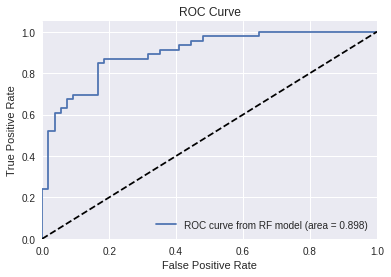 ROC Curve
True Positive Rate
1.0
0.8
0.6
0.4
0.2
0.0
ROC curve from RF model (area = 0.898)
0.0 0.2 0.4 0.6 0.8 1.0
False Positive Rate